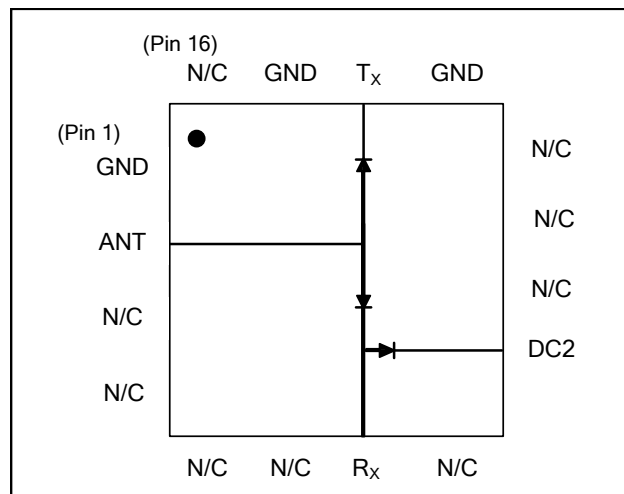 (Pin 16)
N/C GND TX GND
(Pin 1)
GND
N/C
ANT
N/C
N/C
N/C
DC2
N/C
N/C N/C RX N/C